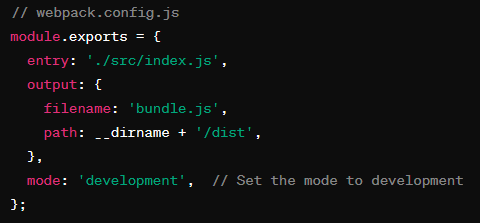 // webpack.config.js
module.exports = {
  entry: './src/index.js',
  output: {
    filename: 'bundle.js',
    path: __dirname + '/dist',
  },
  mode: 'development',  // Set the mode to development
};